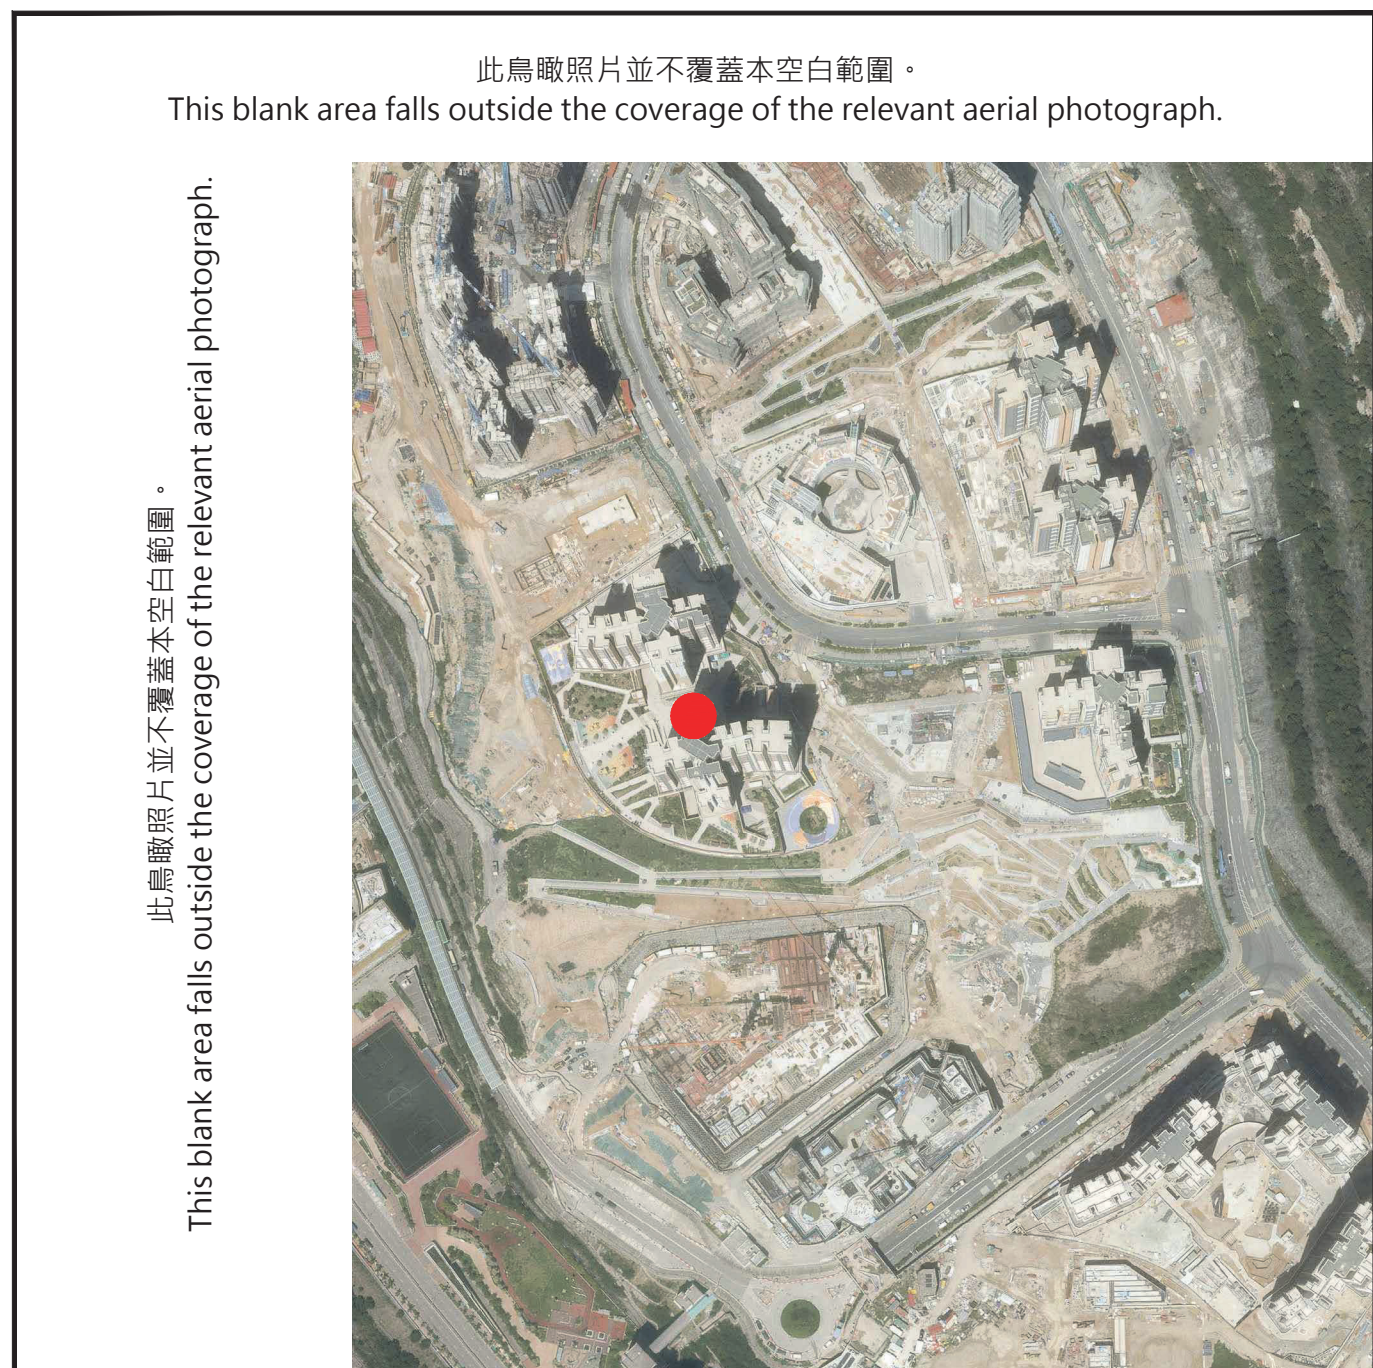 此鳥瞰照片並不覆蓋本空白範圍。
This blank area falls outside the coverage of the relevant aerial photograph.
此鳥瞰照片並不覆蓋本空白範圍。
This blank area falls outside the coverage of the relevant aerial photograph.